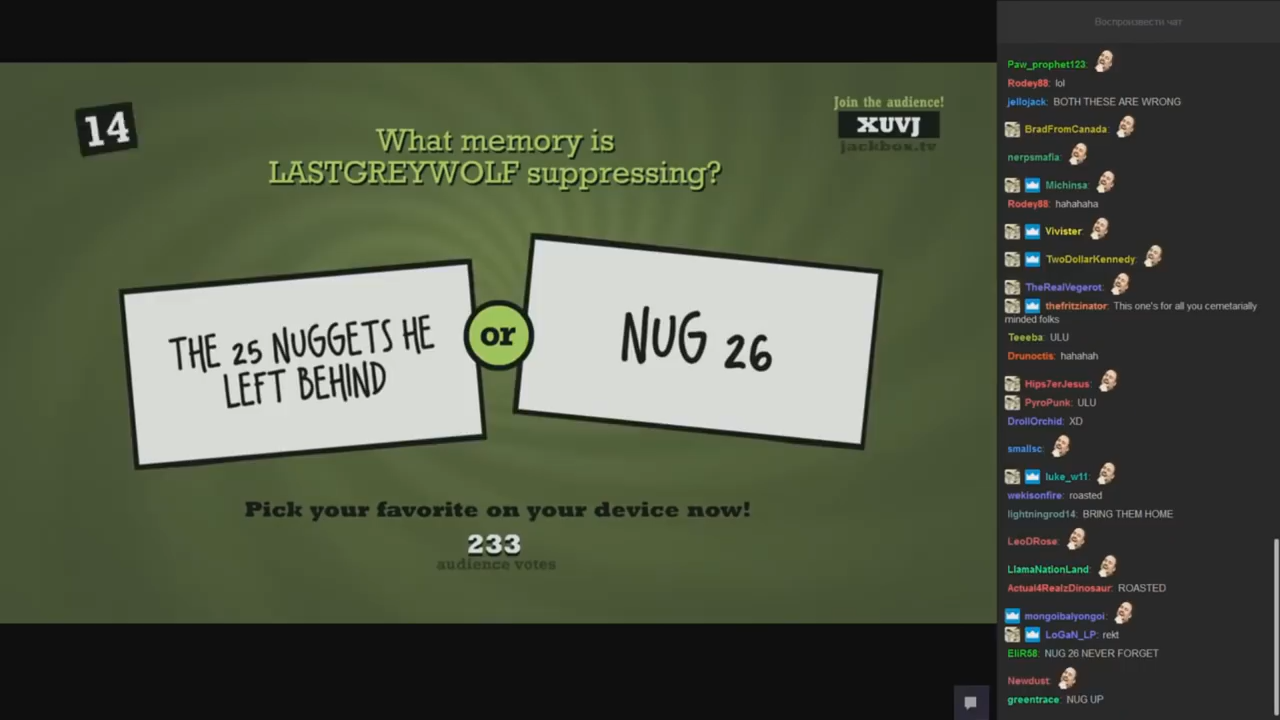 14
What memory is
LASTGREYWOLF suppressing?
Join the audience!
XUVJ
jackbox.tv
THE 25 NUGGETS HE
LEFT BEHIND
or
NUG 26
Pick your favorite on your device now!
233
audience votes
Воспроизвести чат
Paw_prophet123:
Rodey88: lol
jellojack: BOTH THESE ARE WRONG
BradFromCanada:
nerpsmafia:
Michinsa:
Rodey88: hahahaha
Vivister:
TwoDollarKennedy:
TheRealVegerot:
thefritzinator: This one's for all you cemetarially
minded folks
Teeeba: ULU
Drunoctis: hahahah
Hips7erJesus:
PyroPunk: ULU
DrollOrchid: XD
smallsc:
luke_w11:
wekisonfire: roasted
lightningrod14: BRING THEM HOME
LeoDRose:
LlamaNationLand:
Actual4RealzDinosaur: ROASTED
mongoibalyongoi:
LoGaN_LP: rekt
EliR58: NUG 26 NEVER FORGET
Newdust:
greentrace: NUG UP